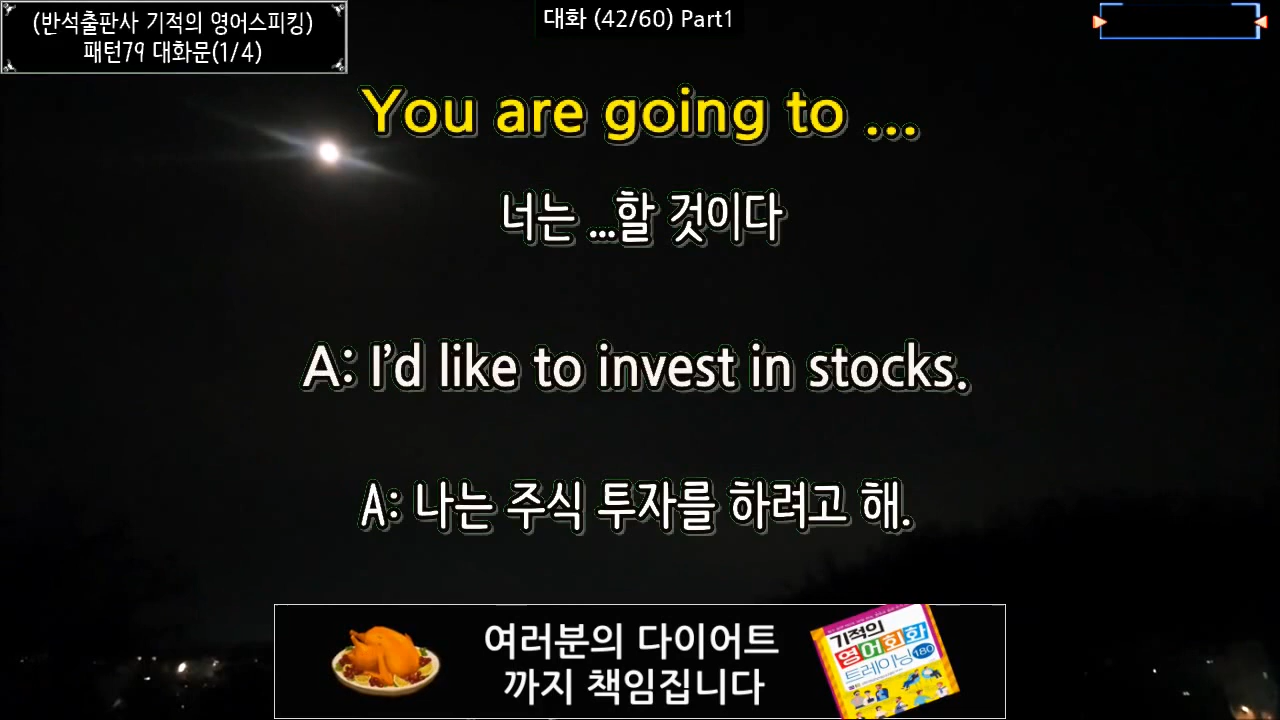 (반석출판사 기적의 영어스피킹)
패턴79 대화문(1/4)
대화 (42/60) Part1
You are going to ...
너는 ...할 것이다
A: I’d like to invest in stocks.
A: 나는 주식 투자를 하려고 해.
여러분의 다이어트
까지 책임집니다
기적의
영어회화
트레이닝 180